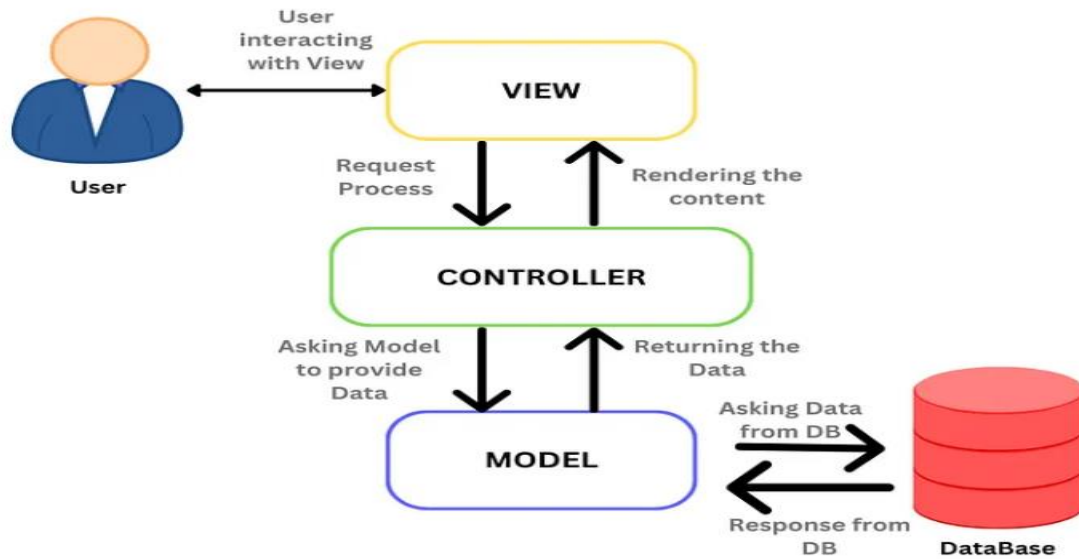 User
interacting
with View
VIEW
User
Request
Process
Rendering the
content
CONTROLLER
Asking Model
to provide
Data
Returning the
Data
MODEL
Asking Data
from DB
Response from
DB
DataBase